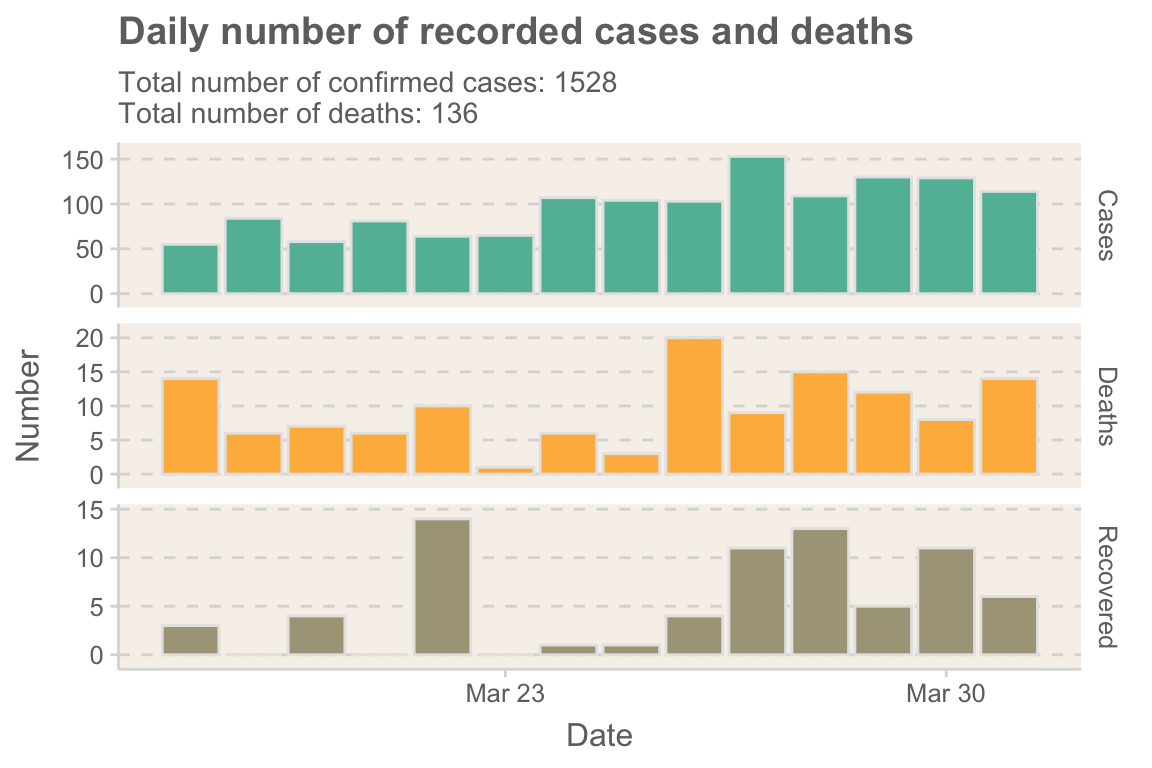 Daily number of recorded cases and deaths
Total number of confirmed cases: 1528
Total number of deaths: 136
150
100
50
0
Cases
20
15
10
5
0
Deaths
15
10
5
0
Recovered
Number
Mar 23
Mar 30
Date